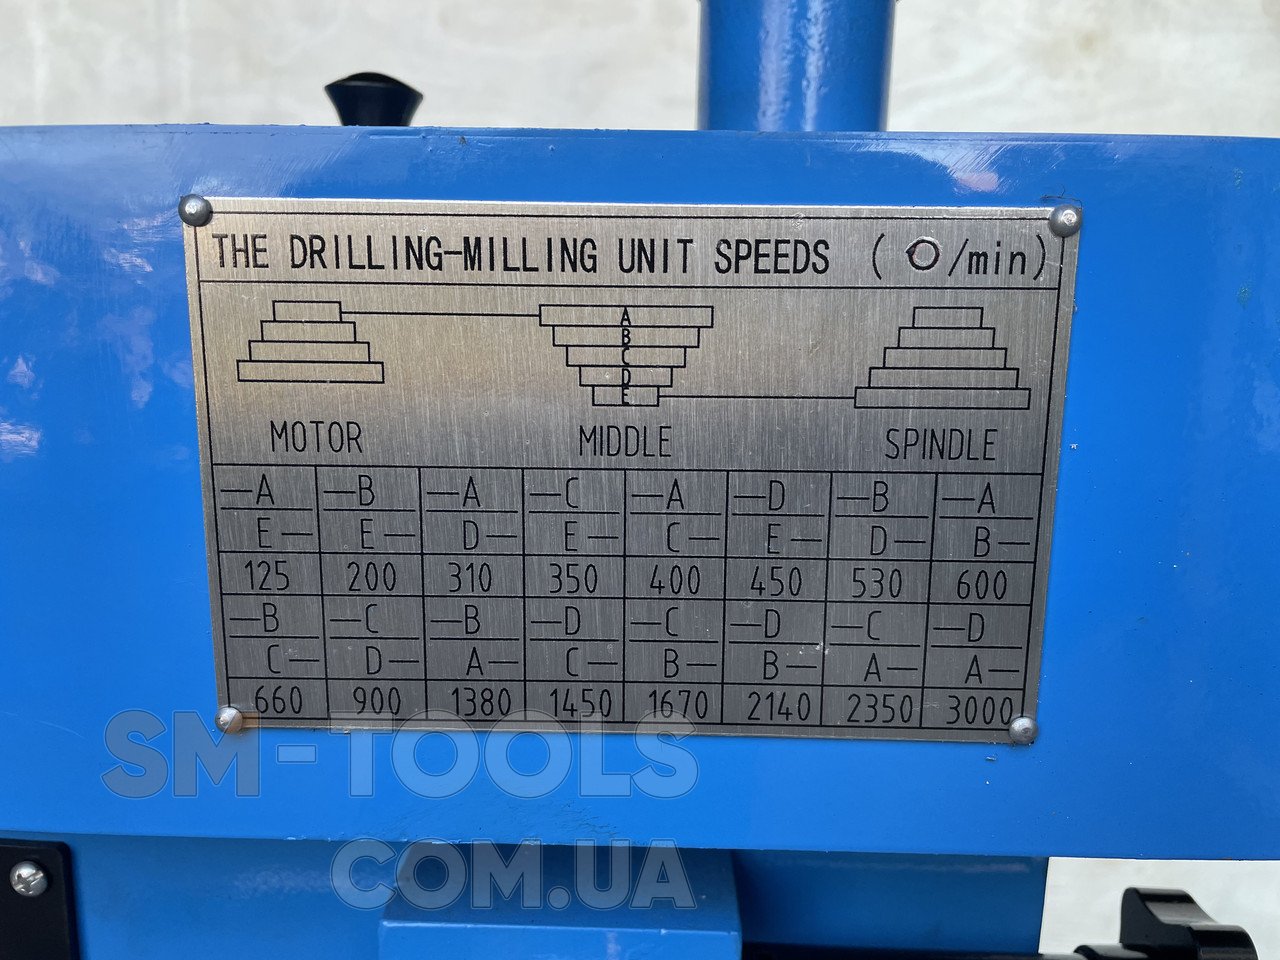 THE DRILLING-MILLING UNIT SPEEDS (○/min)
A
B
C
D
E
MOTOR MIDDLE SPINDLE
—A —B —A —C —A —D —B —A
E— E— D— E— C— E— D— B—
125 200 310 350 400 450 530 600
—B —C —B —D —C —D —C —D
C— D— A— C— B— B— A— A—
660 900 1380 1450 1670 2140 2350 3000
SM-TOOLS
COM.UA